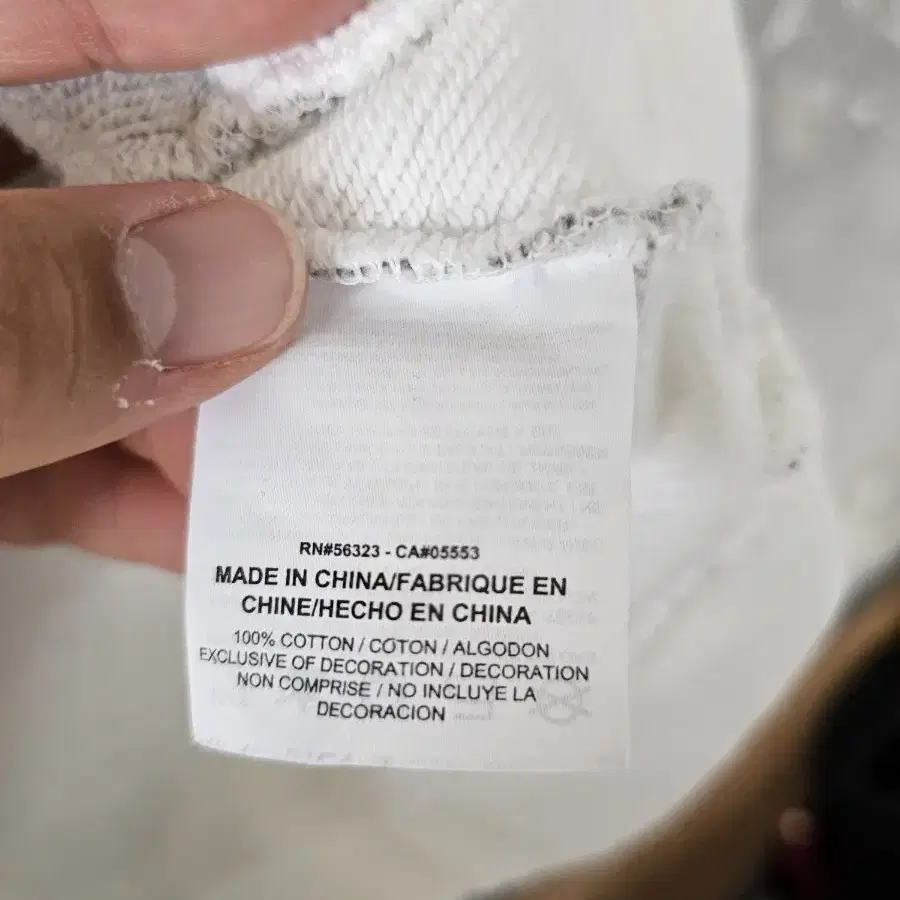 RN#56323 - CA#05553
MADE IN CHINA/FABRIQUE EN
CHINE/HECHO EN CHINA
100% COTTON / COTON / ALGODON
EXCLUSIVE OF DECORATION / DECORATION
NON COMPRISE / NO INCLUYE LA
DECORACION